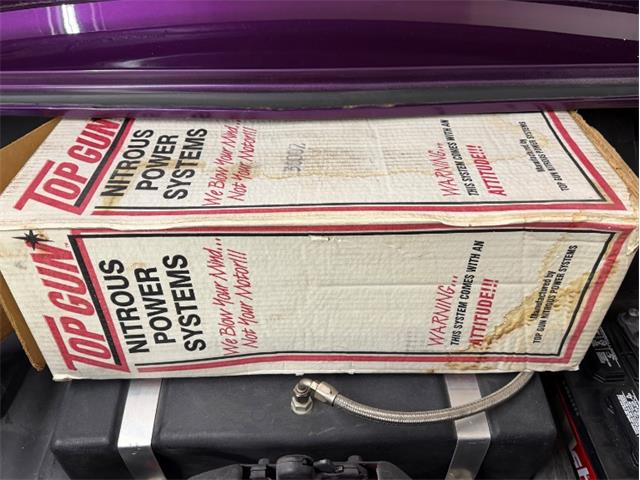 TOP GUN
NITROUS
POWER
SYSTEMS
We Blow Your Mind...
Not Your Motor!!!
WARNING...
THIS SYSTEM COMES WITH AN
ATTITUDE!!!
Manufactured by
TOP GUN NITROUS POWER SYSTEMS
TOP GUN
NITROUS
POWER
SYSTEMS
We Blow Your Mind...
Not Your Motor!!!
WARNING...
THIS SYSTEM COMES WITH AN
ATTITUDE!!!
Manufactured by
TOP GUN NITROUS POWER SYSTEMS